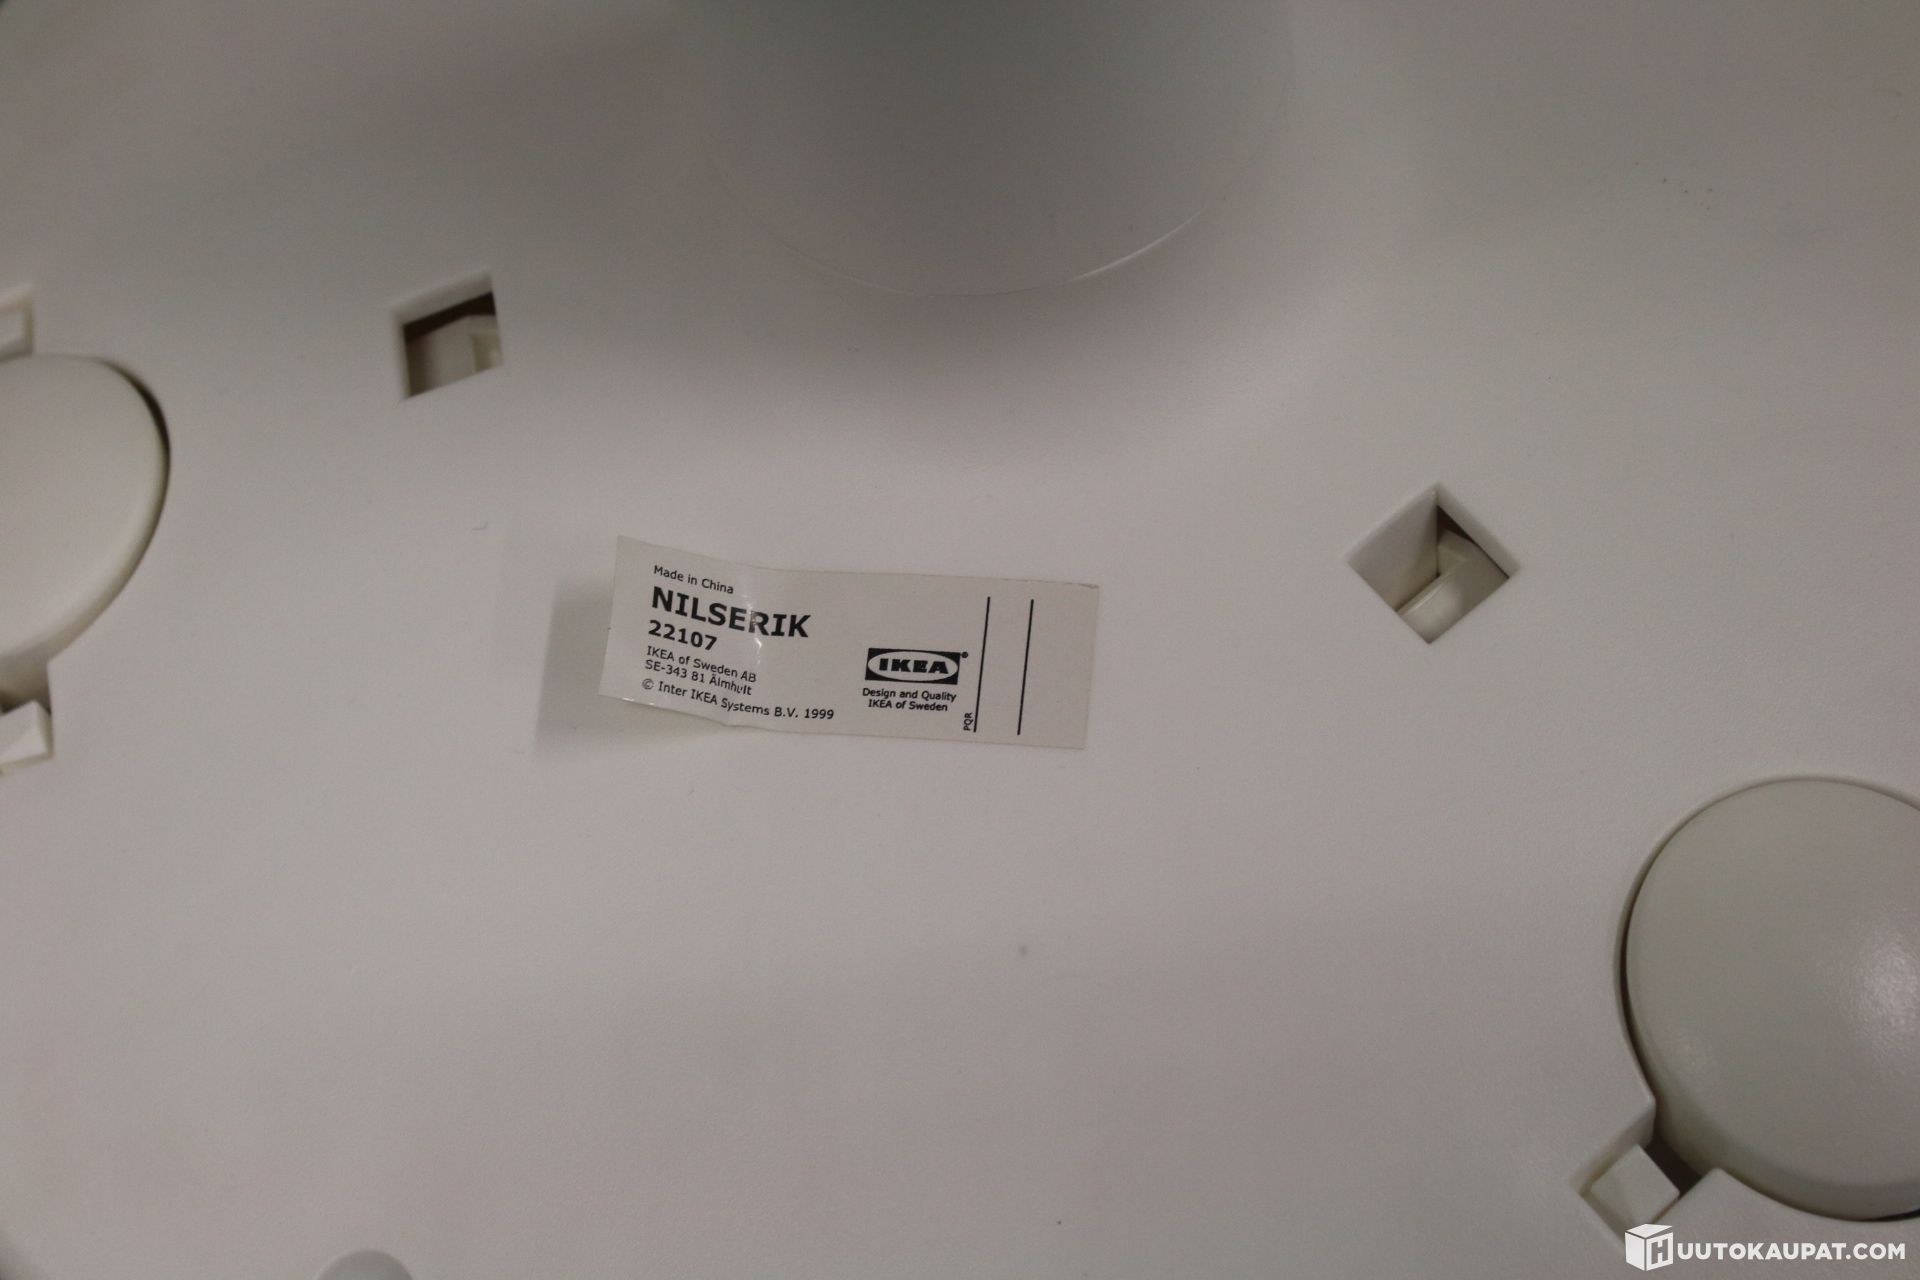 Made in China
NILSERIK
22107
IKEA of Sweden AB
SE-343 81 Älmhult
© Inter IKEA Systems B.V. 1999
IKEA®
Design and Quality
IKEA of Sweden
PQR
HUUTOKAUPAT.COM